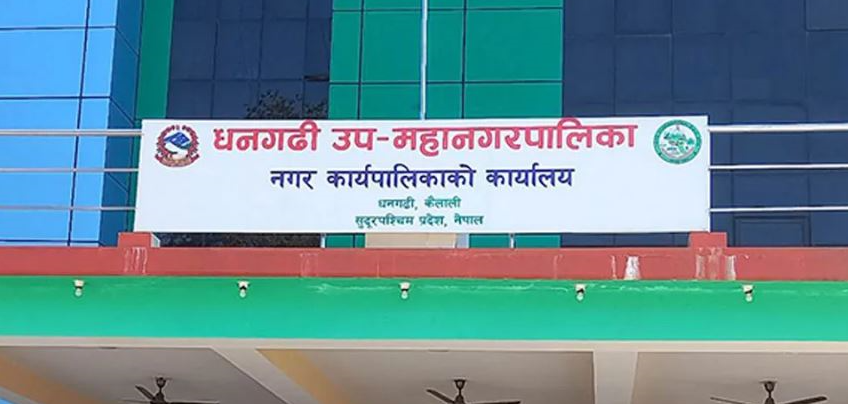 धनगढी उप-महानगरपालिका
नगर कार्यपालिकाको कार्यालय
धनगढी, कैलाली
सुदूरपश्चिम प्रदेश, नेपाल